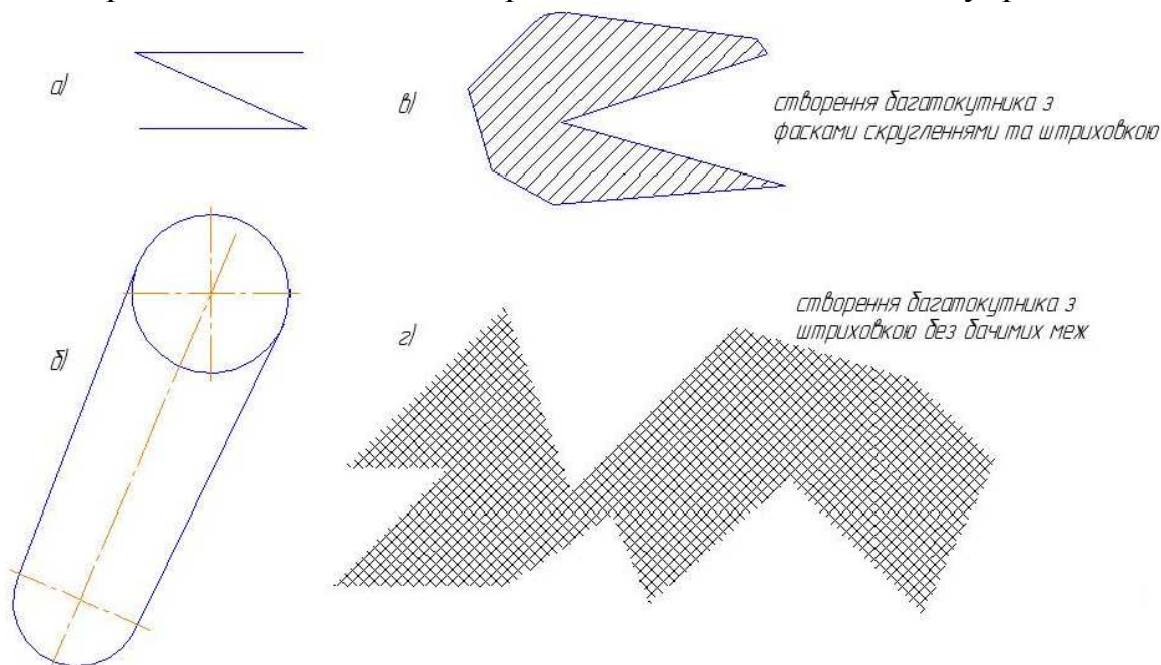 а)
в)
створення багатокутника з
фасками скругленнями та штриховкою
б)
г)
створення багатокутника з
штриховкою без бачимих меж